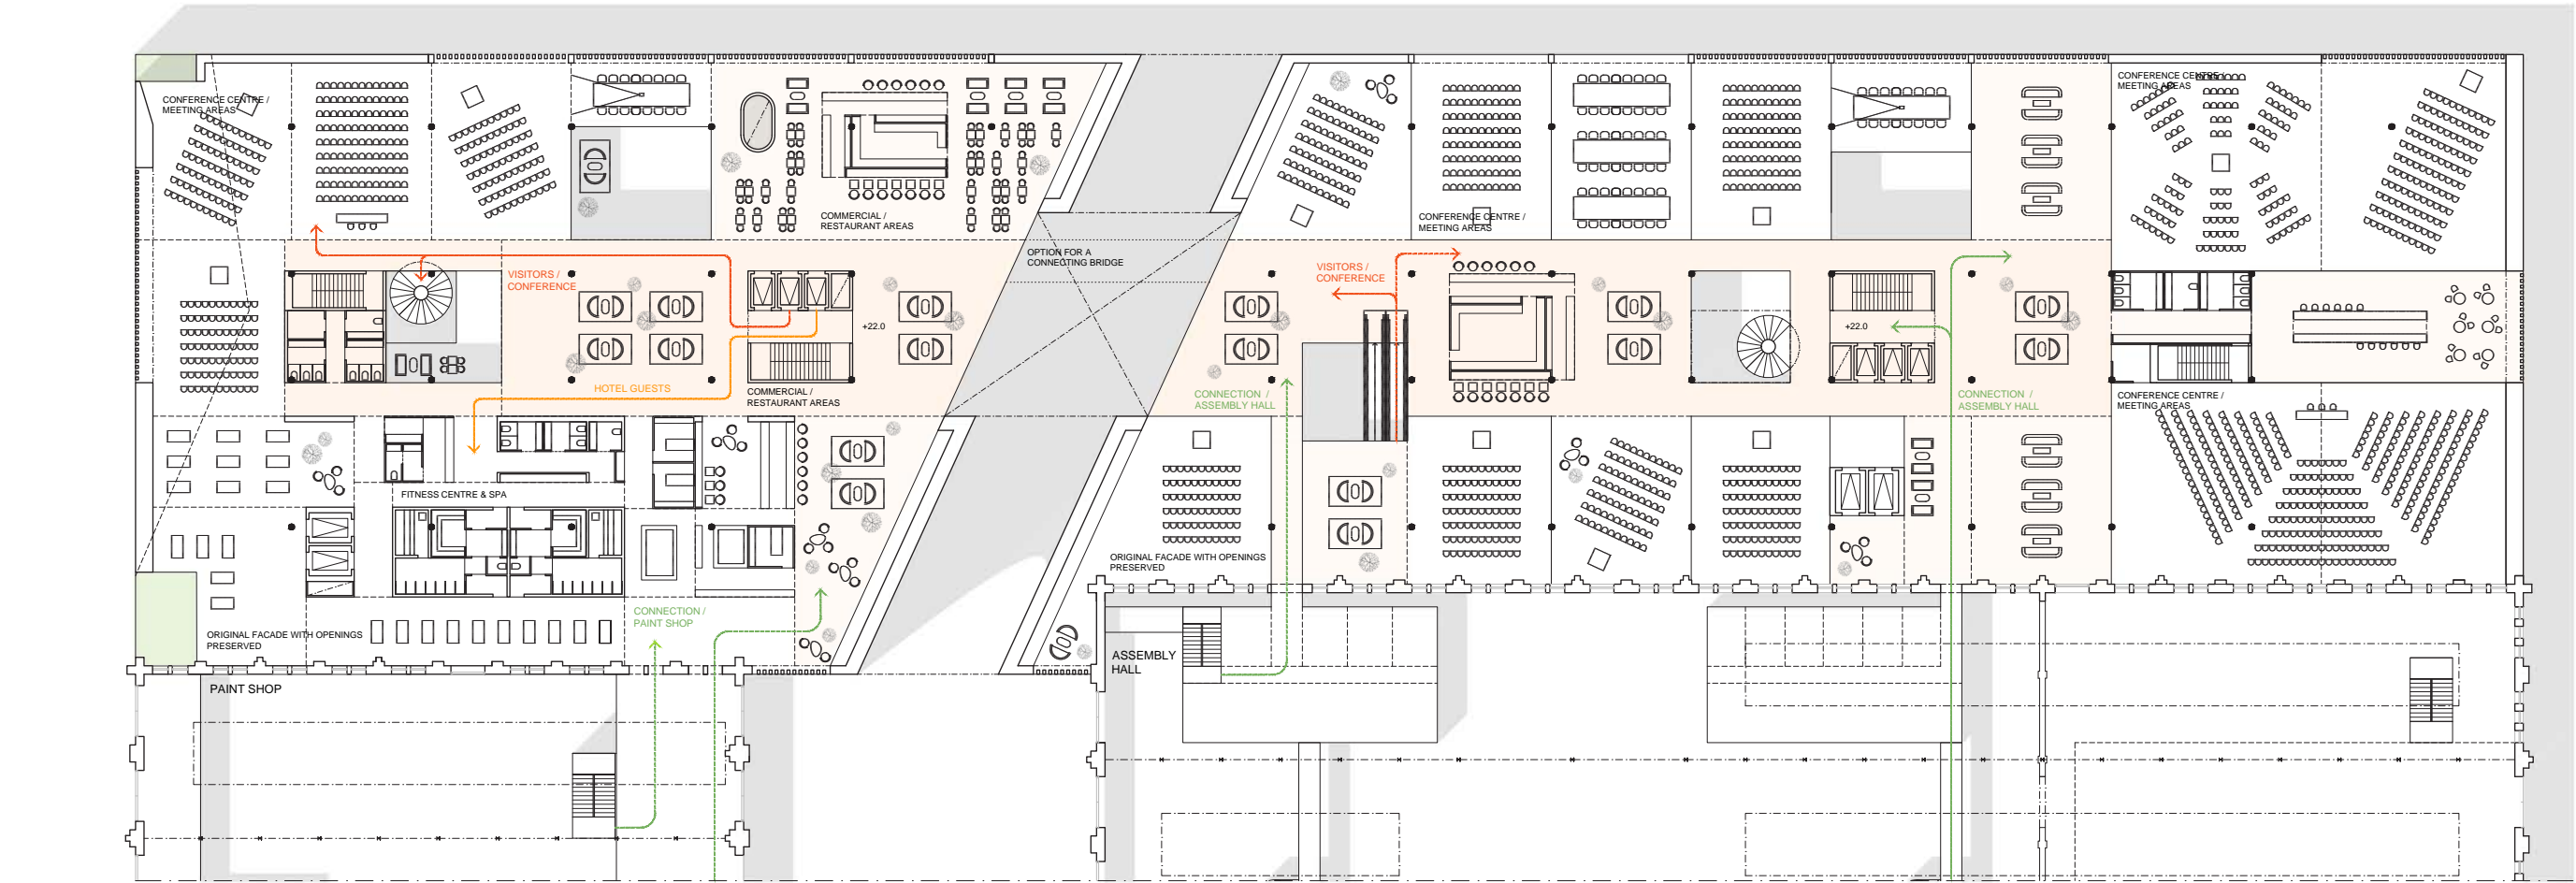 CONFERENCE CENTRE /
MEETING AREAS
COMMERCIAL /
RESTAURANT AREAS
VISITORS /
CONFERENCE
+22.0
HOTEL GUESTS
COMMERCIAL /
RESTAURANT AREAS
FITNESS CENTRE & SPA
CONNECTION /
PAINT SHOP
ORIGINAL FACADE WITH OPENINGS
PRESERVED
PAINT SHOP
OPTION FOR A
CONNECTING BRIDGE
CONFERENCE CENTRE /
MEETING AREAS
VISITORS /
CONFERENCE
CONNECTION /
ASSEMBLY HALL
+22.0
CONNECTION /
ASSEMBLY HALL
CONFERENCE CENTRE /
MEETING AREAS
CONFERENCE CENTRE /
MEETING AREAS
ORIGINAL FACADE WITH OPENINGS
PRESERVED
ASSEMBLY
HALL